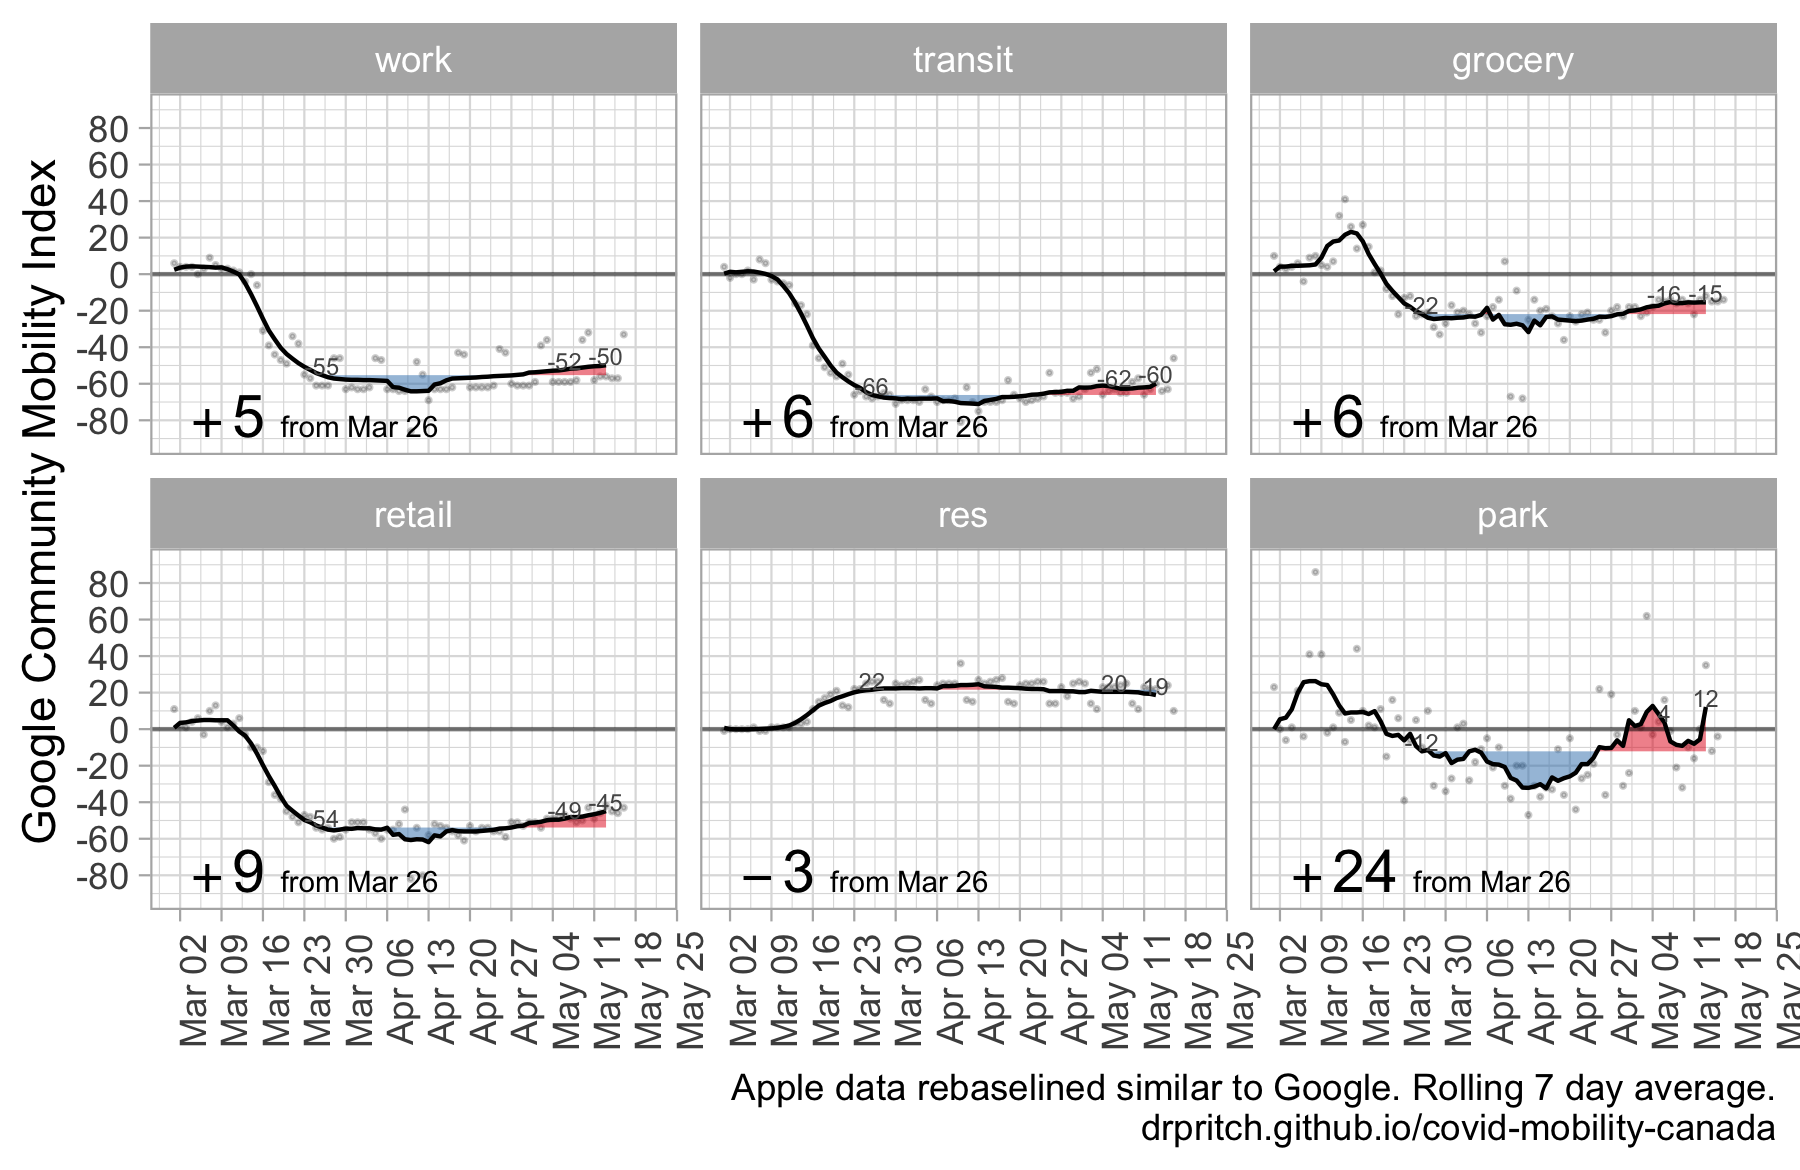 work
transit
grocery
Google Community Mobility Index
80
60
40
20
0
-20
-40
-60
-80
-55
-52
-50
+5 from Mar 26
-66
-62
-60
+6 from Mar 26
-22
-16
-15
+6 from Mar 26
retail
res
park
80
60
40
20
0
-20
-40
-60
-80
-54
-49
-45
+9 from Mar 26
22
20
19
−3 from Mar 26
-12
4
12
+24 from Mar 26
Mar 02
Mar 09
Mar 16
Mar 23
Mar 30
Apr 06
Apr 13
Apr 20
Apr 27
May 04
May 11
May 18
May 25
Mar 02
Mar 09
Mar 16
Mar 23
Mar 30
Apr 06
Apr 13
Apr 20
Apr 27
May 04
May 11
May 18
May 25
Mar 02
Mar 09
Mar 16
Mar 23
Mar 30
Apr 06
Apr 13
Apr 20
Apr 27
May 04
May 11
May 18
May 25
Apple data rebaselined similar to Google. Rolling 7 day average.
drpritch.github.io/covid-mobility-canada